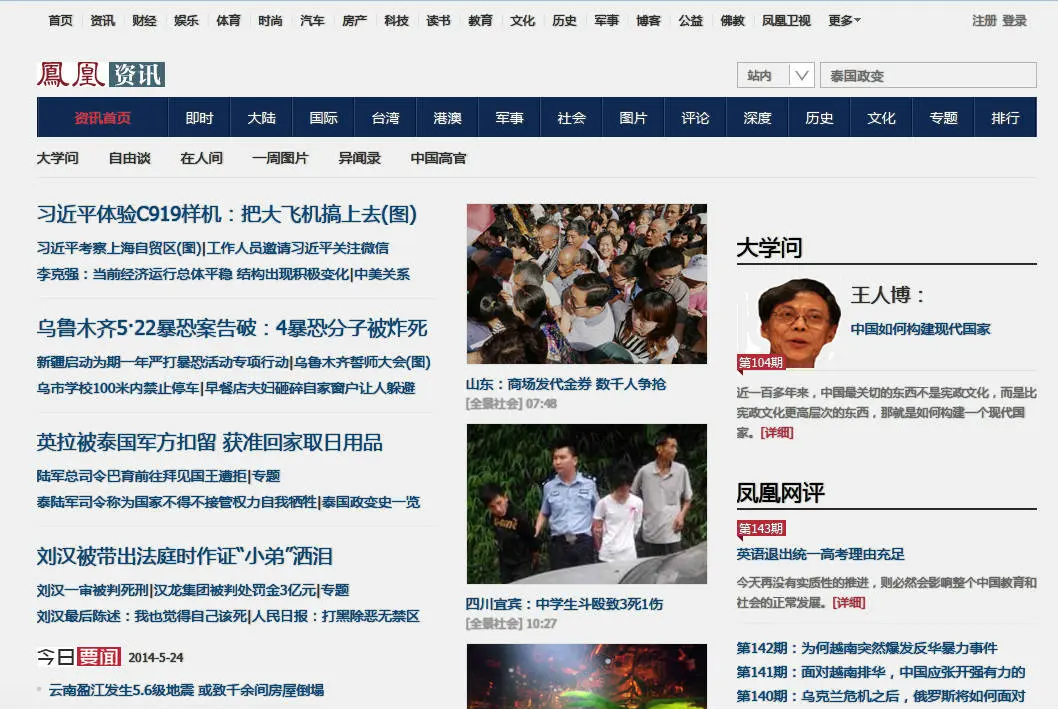 首页 资讯 财经 娱乐 体育 时尚 汽车 房产 科技 读书 教育 文化 历史 军事 博客 公益 佛教 凤凰卫视 更多 注册 登录
鳳凰资讯
站内 泰国政变
资讯首页 即时 大陆 国际 台湾 港澳 军事 社会 图片 评论 深度 历史 文化 专题 排行
大学问 自由谈 在人间 一周图片 异闻录 中国高官
习近平体验C919样机：把大飞机搞上去(图)
习近平考察上海自贸区(图)|工作人员邀请习近平关注微信
李克强：当前经济运行总体平稳 结构出现积极变化|中美关系
乌鲁木齐5·22暴恐案告破：4暴恐分子被炸死
新疆启动为期一年严打暴恐活动专项行动|乌鲁木齐誓师大会(图)
乌市学校100米内禁止停车|早餐店夫妇砸碎自家窗户让人躲避
英拉被泰国军方扣留 获准回家取日用品
陆军总司令巴育前往拜见国王遭拒|专题
泰陆军司令称为国家不得不接管权力自我牺牲|泰国政变史一览
刘汉被带出法庭时作证“小弟”洒泪
刘汉一审被判死刑|汉龙集团被判处罚金3亿元|专题
刘汉最后陈述：我也觉得自己该死|人民日报：打黑除恶无禁区
今日要闻 2014-5-24
云南盈江发生5.6级地震 或致千余间房屋倒塌
山东：商场发代金券 数千人争抢
[全景社会] 07:48
四川宜宾：中学生斗殴致3死1伤
[全景社会] 10:27
大学问
王人博：
中国如何构建现代国家
第104期
近一百多年来，中国最关切的东西不是宪政文化，而是比
宪政文化更高层次的东西，那就是如何构建一个现代国
家。[详细]
凤凰网评
第143期
英语退出统一高考理由充足
今天再没有实质性的推进，则必然会影响整个中国教育和
社会的正常发展。[详细]
第142期：为何越南突然爆发反华暴力事件
第141期：面对越南排华，中国应张开强有力的
第140期：乌克兰危机之后，俄罗斯将如何面对